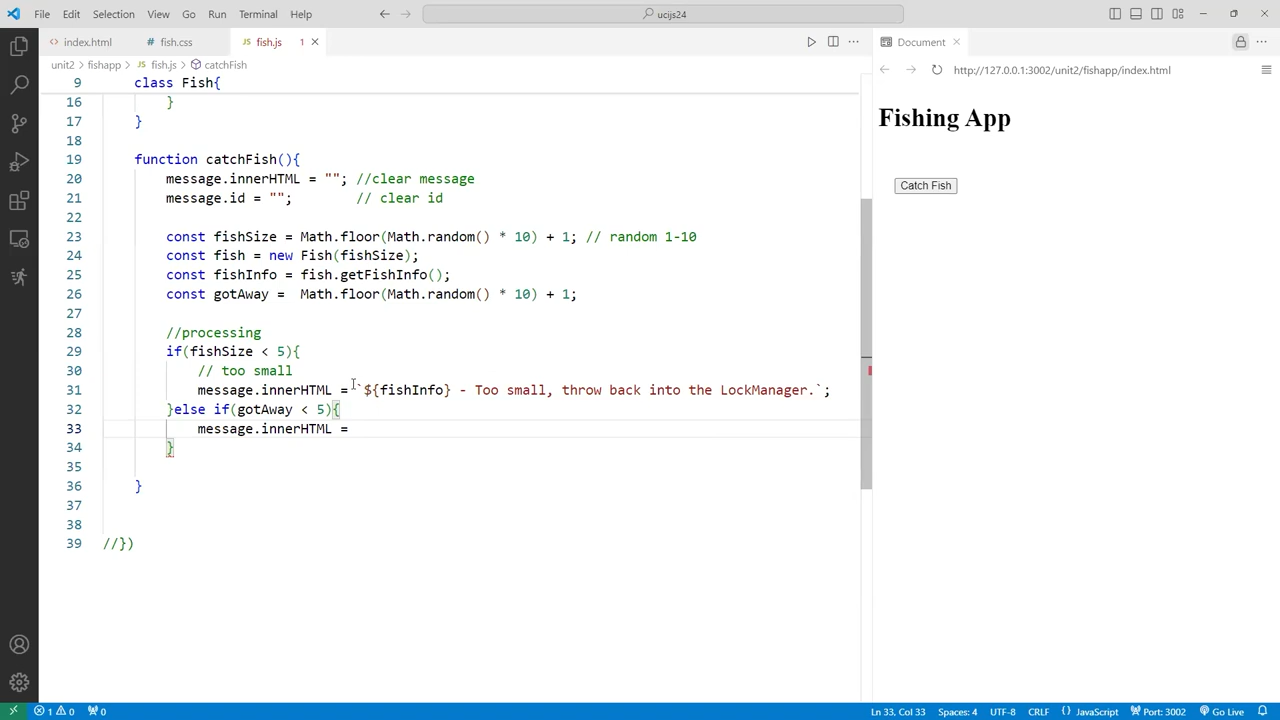 File Edit Selection View Go Run Terminal Help
ucijs24
index.html fish.css fish.js 1
unit2 > fishapp > JS fish.js > catchFish
9 class Fish{
16 }
17 }
18
19 function catchFish(){
20 message.innerHTML = ""; //clear message
21 message.id = ""; // clear id
22
23 const fishSize = Math.floor(Math.random() * 10) + 1; // random 1-10
24 const fish = new Fish(fishSize);
25 const fishInfo = fish.getFishInfo();
26 const gotAway = Math.floor(Math.random() * 10) + 1;
27
28 //processing
29 if(fishSize < 5){
30 // too small
31 message.innerHTML = `${fishInfo} - Too small, throw back into the LockManager.`;
32 }else if(gotAway < 5){
33 message.innerHTML =
34 }
35
36 }
37
38
39 //})
Document
http://127.0.0.1:3002/unit2/fishapp/index.html
Fishing App
Catch Fish
1 0 0 Ln 33, Col 33 Spaces: 4 UTF-8 CRLF {} JavaScript Port: 3002 Go Live